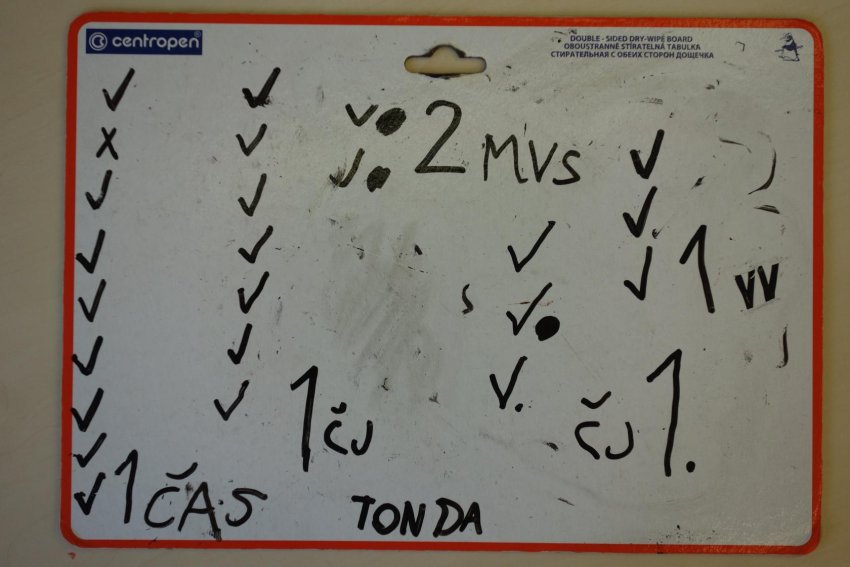 centropen
DOUBLE - SIDED DRY-WIPE BOARD
OBOUSTRANNĚ STÍRATELNÁ TABULKA
СТИРАТЕЛЬНАЯ С ОБЕИХ СТОРОН ДОЩЕЧКА
✓ ✓ ✓ 2 MVs ✓
x ✓ ✓
✓ ✓ ✓
✓ ✓ ✓ ✓ 1 VV
✓ ✓ ✓
✓ ✓ ✓
✓ ✓ 1 ČJ ČJ 1.
✓
✓ 1 ČAS
TONDA